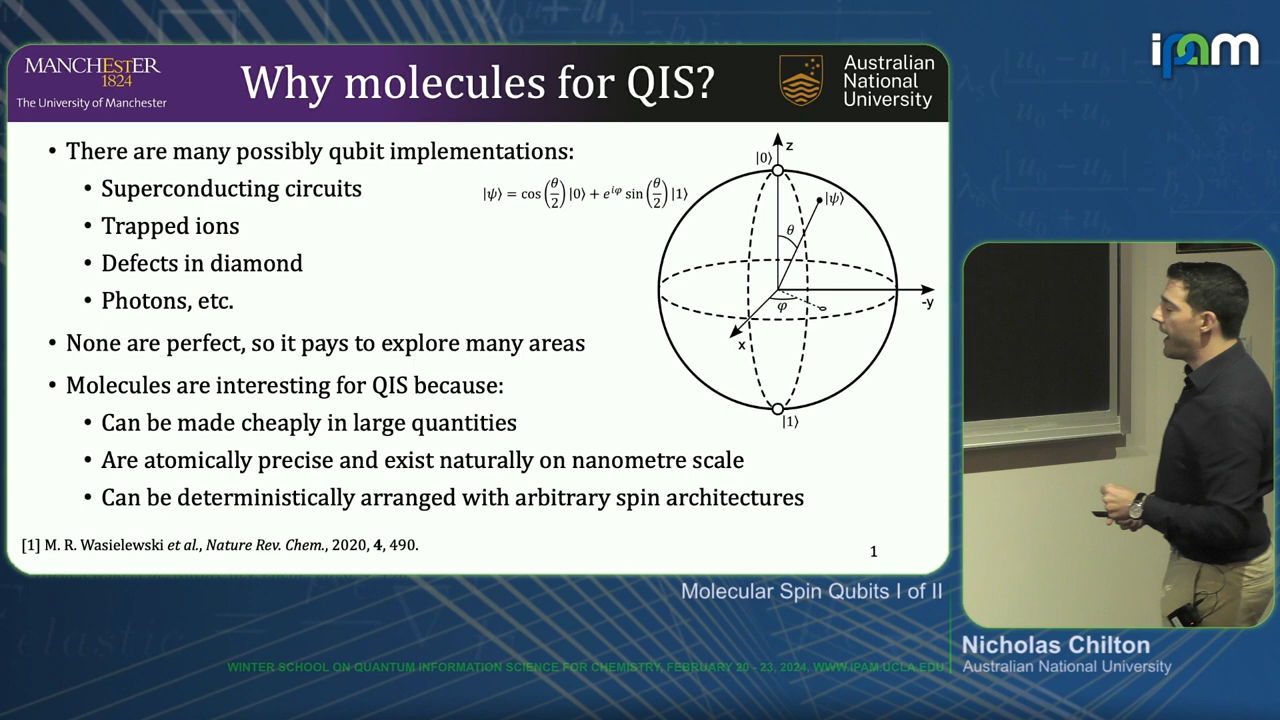 MANCHESTER
1824
The University of Manchester
Why molecules for QIS?
Australian
National
University
ipam
• There are many possibly qubit implementations:
• Superconducting circuits
• Trapped ions
• Defects in diamond
• Photons, etc.
|ψ⟩ = cos(θ/2)|0⟩ + e^{iφ} sin(θ/2)|1⟩
z
|0⟩
|ψ⟩
θ
φ
-y
x
|1⟩
• None are perfect, so it pays to explore many areas
• Molecules are interesting for QIS because:
• Can be made cheaply in large quantities
• Are atomically precise and exist naturally on nanometre scale
• Can be deterministically arranged with arbitrary spin architectures
[1] M. R. Wasielewski et al., Nature Rev. Chem., 2020, 4, 490.
1
Molecular Spin Qubits I of II
Nicholas Chilton
Australian National University
WINTER SCHOOL ON QUANTUM INFORMATION SCIENCE FOR CHEMISTRY, FEBRUARY 20 - 23, 2024, WWW.IPAM.UCLA.EDU
elastic